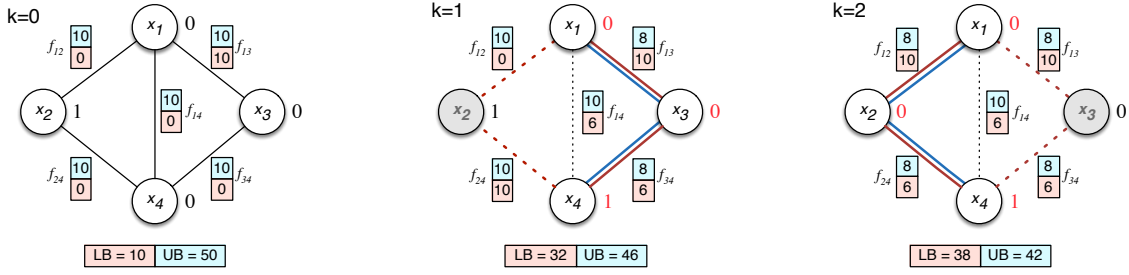 k=0
x1 0
f12 10 0
10 10 f13
x2 1
10 0 f14
x3 0
f24 10 0
10 0 f34
x4 0
LB = 10 UB = 50
k=1
x1 0
f12 10 0
8 10 f13
x2 1
10 6 f14
x3 0
f24 10 10
8 6 f34
x4 1
LB = 32 UB = 46
k=2
x1 0
f12 8 10
8 10 f13
x2 0
10 6 f14
x3 0
f24 8 6
8 6 f34
x4 1
LB = 38 UB = 42